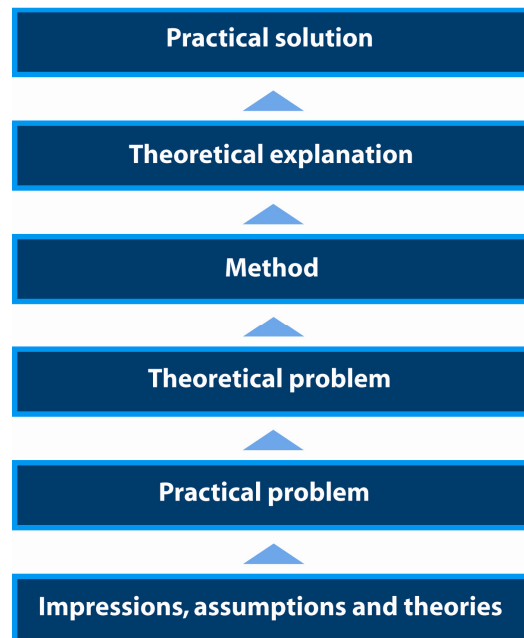 Practical solution
Theoretical explanation
Method
Theoretical problem
Practical problem
Impressions, assumptions and theories